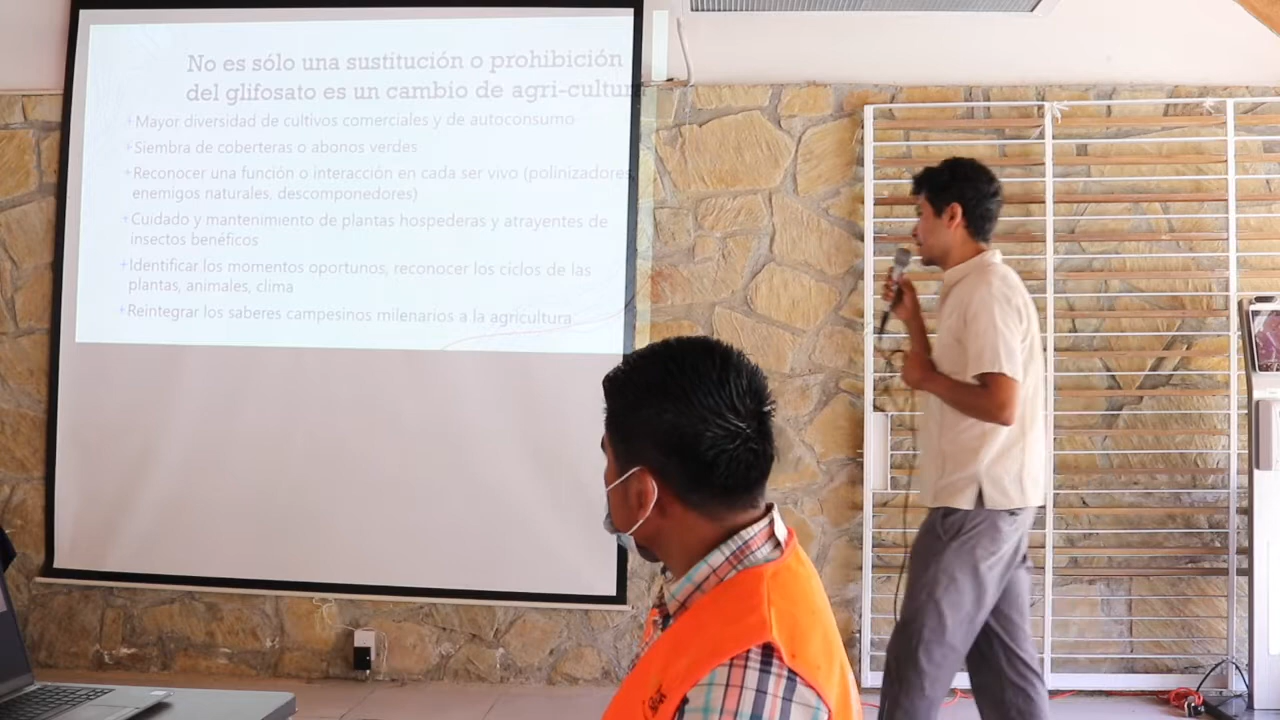 No es sólo una sustitución o prohibición
del glifosato es un cambio de agri-cultura
+Mayor diversidad de cultivos comerciales y de autoconsumo
+Siembra de coberteras o abonos verdes
+Reconocer una función o interacción en cada ser vivo (polinizadores,
enemigos naturales, descomponedores)
+Cuidado y mantenimiento de plantas hospederas y atrayentes de
insectos benéficos
+Identificar los momentos oportunos, reconocer los ciclos de las
plantas, animales, clima
+Reintegrar los saberes campesinos milenarios a la agricultura